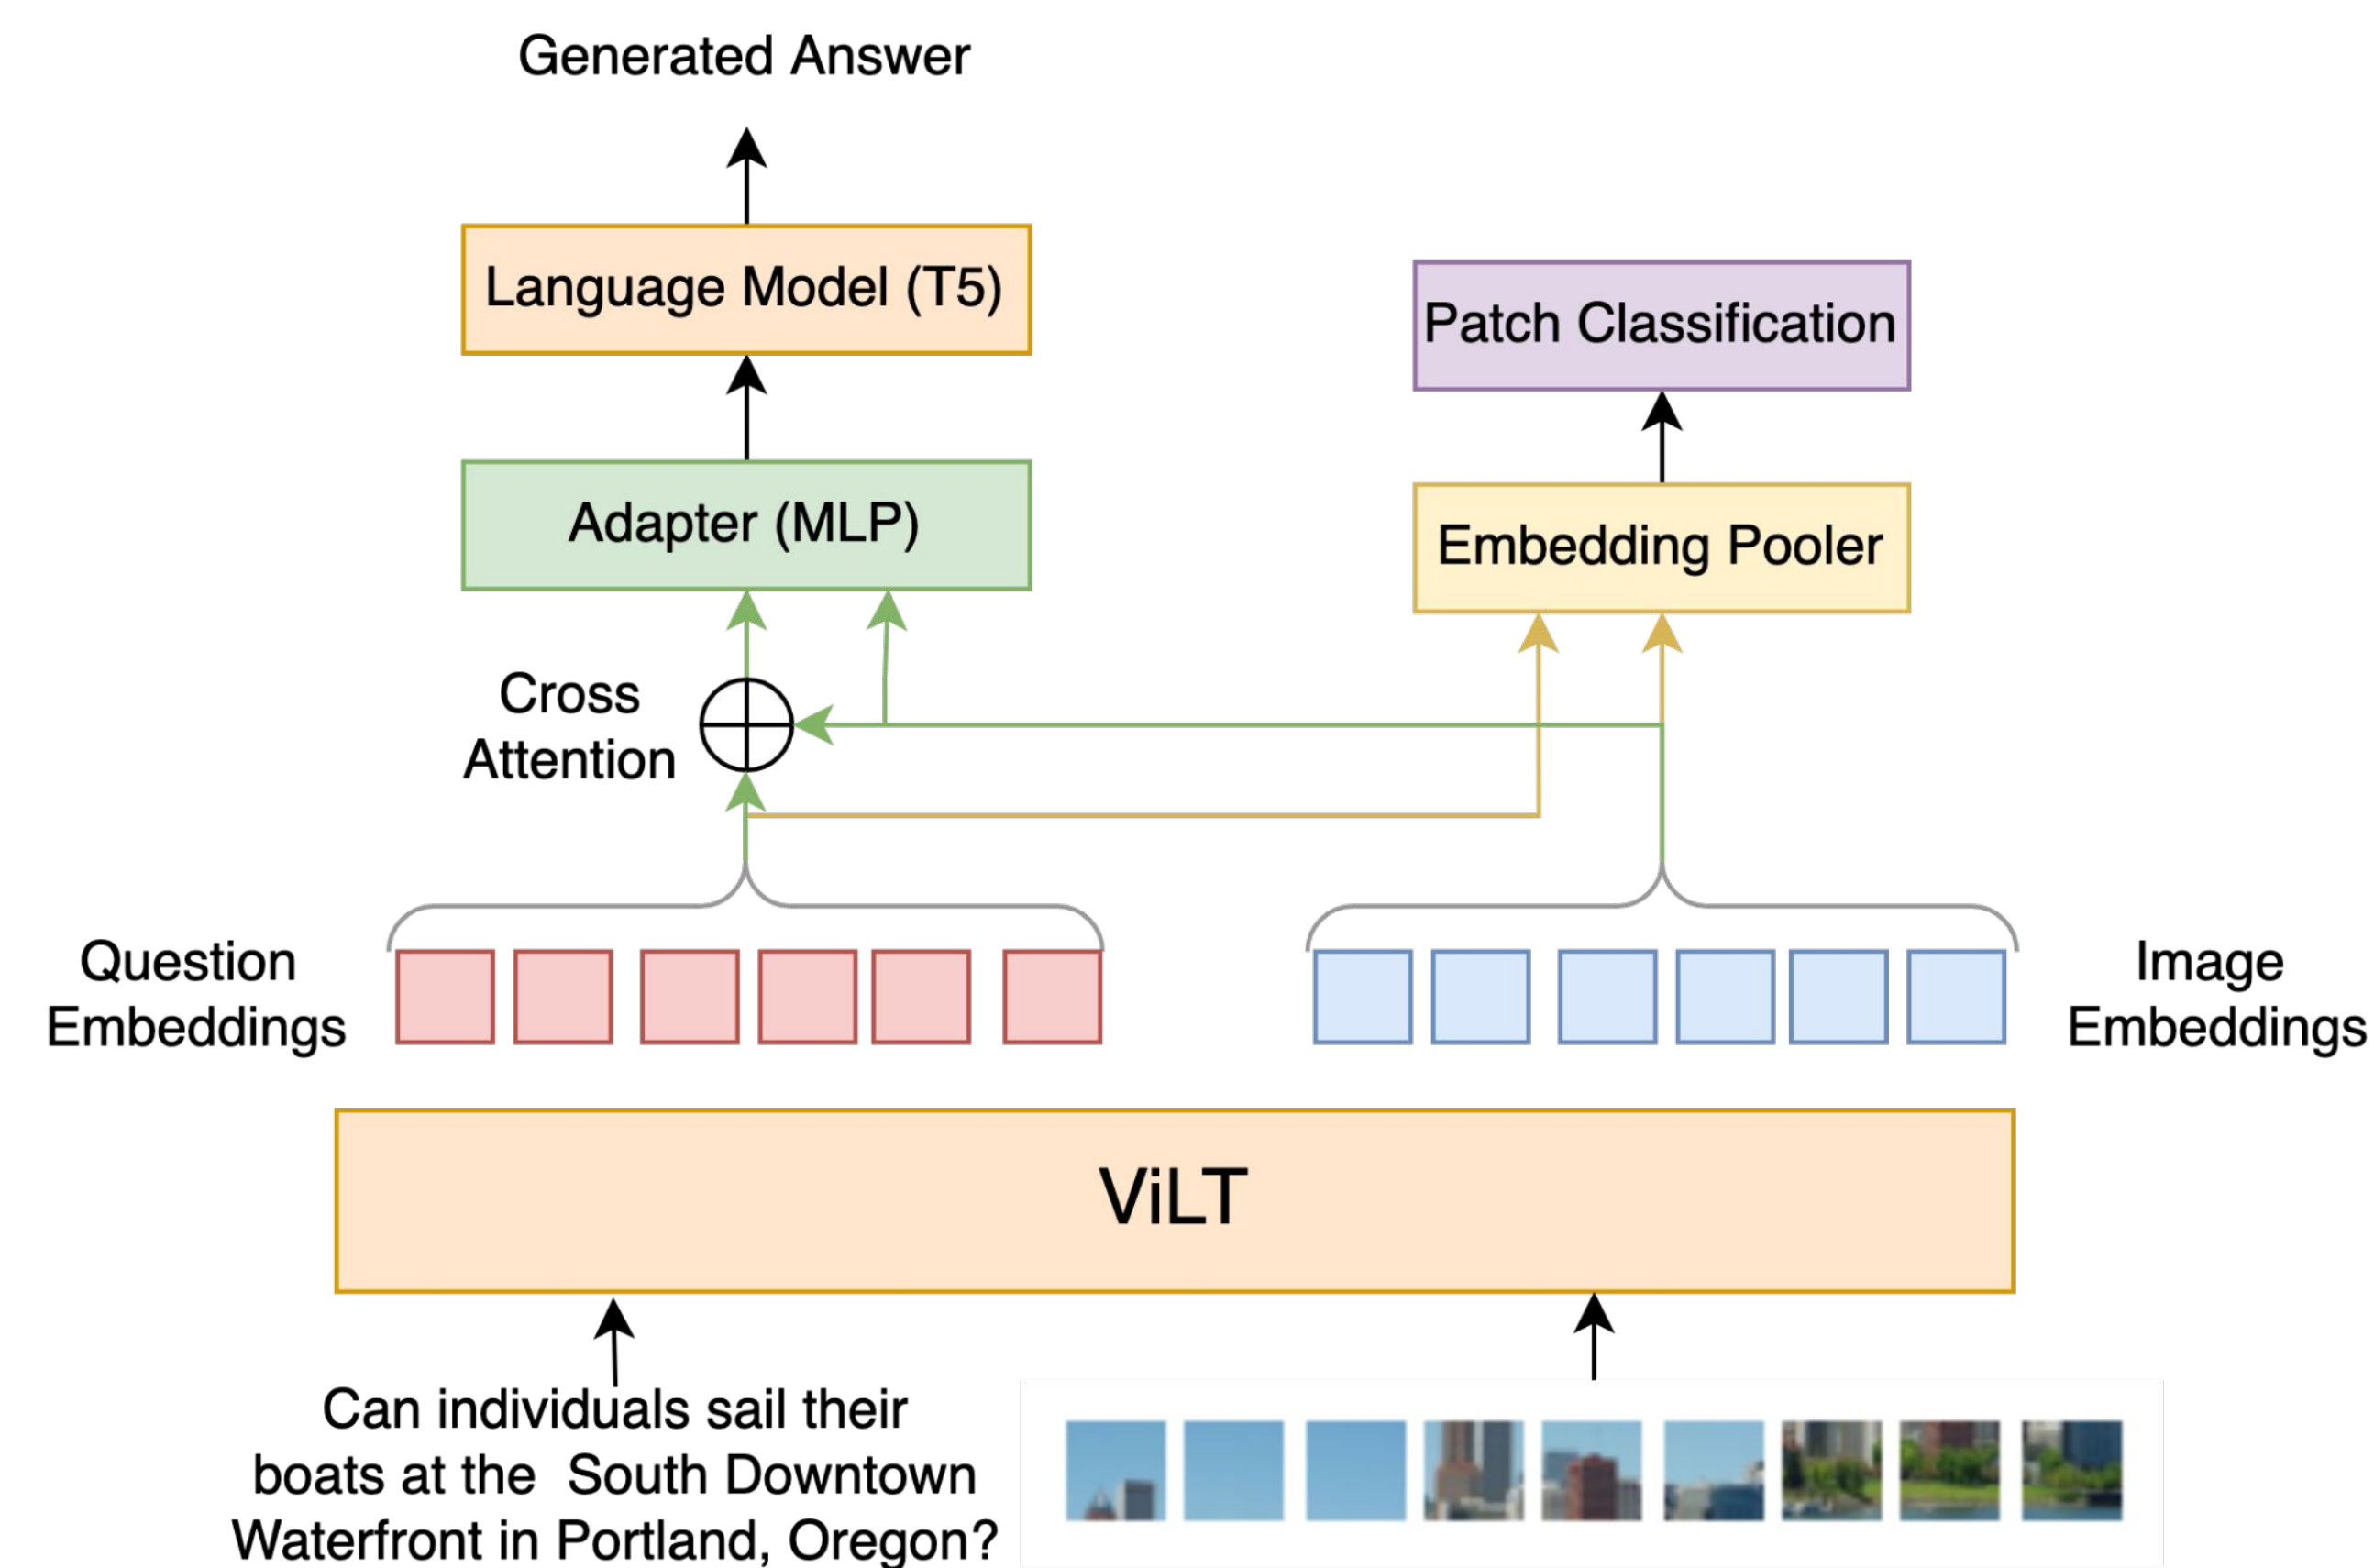 Generated Answer
Language Model (T5)
Patch Classification
Adapter (MLP)
Embedding Pooler
Cross
Attention
Question
Embeddings
Image
Embeddings
ViLT
Can individuals sail their
boats at the South Downtown
Waterfront in Portland, Oregon?